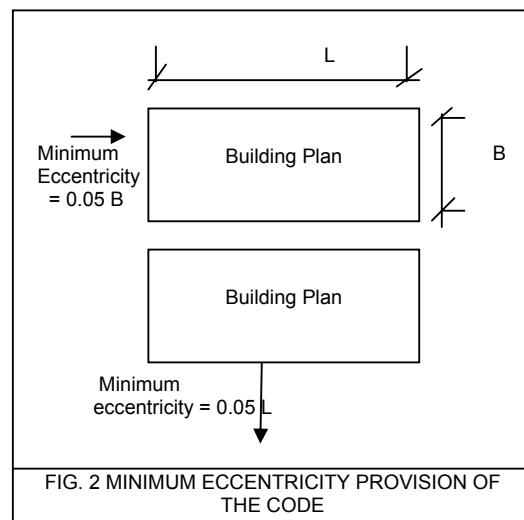 L
Minimum
Eccentricity
= 0.05 B
Building Plan
B
Building Plan
Minimum
eccentricity = 0.05 L
FIG. 2 MINIMUM ECCENTRICITY PROVISION OF
THE CODE